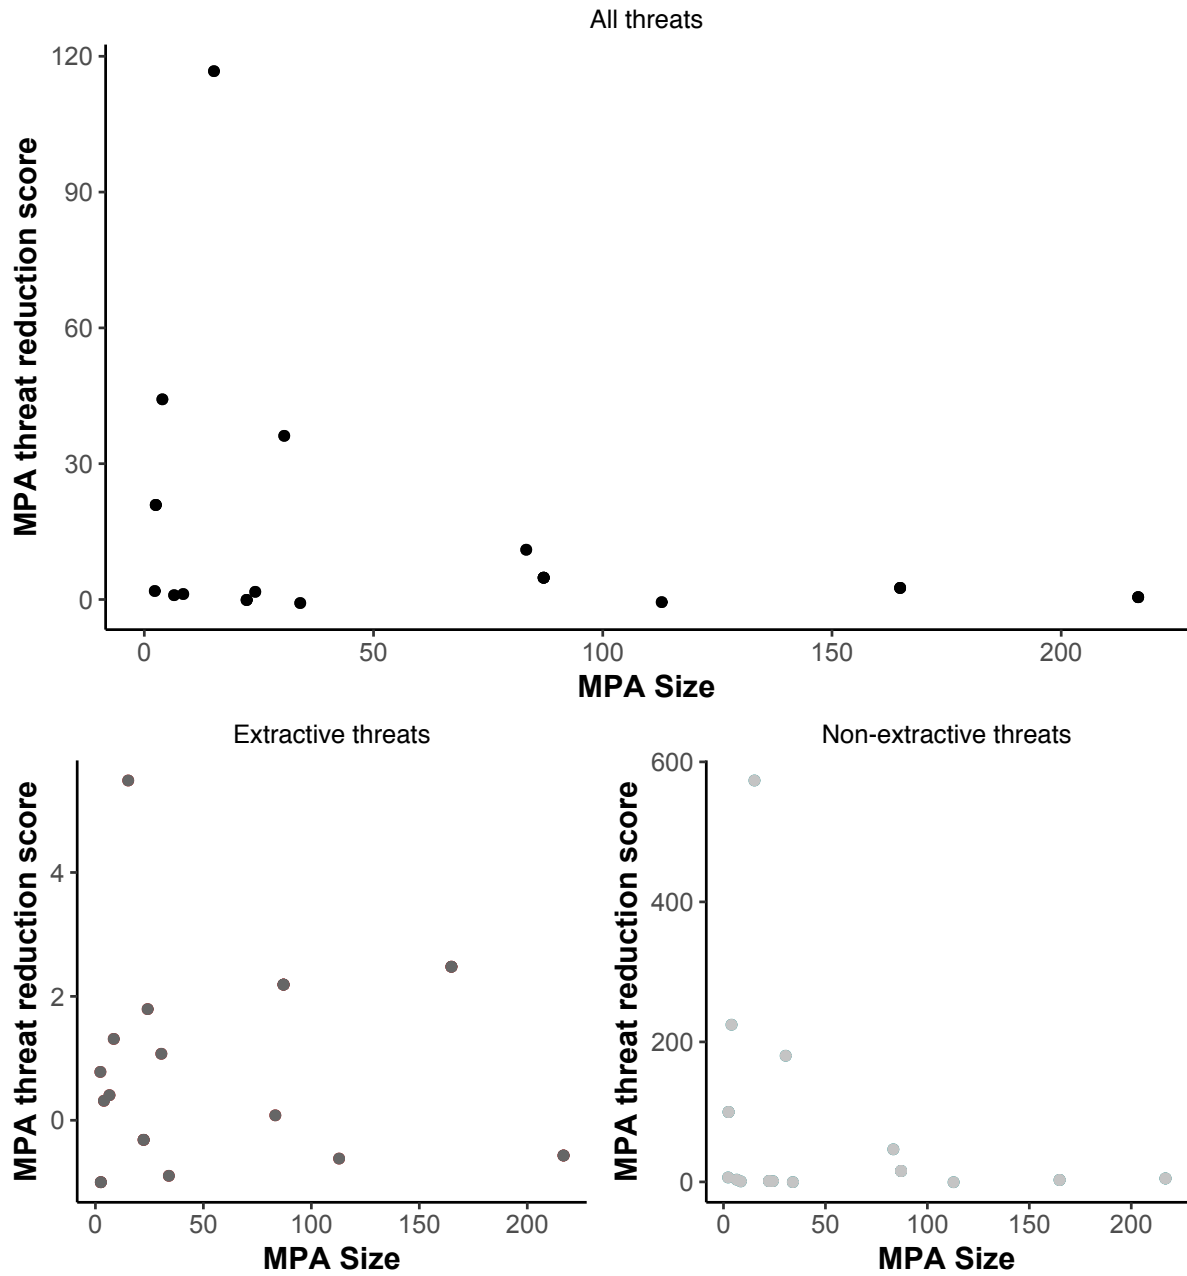 All threats
MPA threat reduction score
120
90
60
30
0
0 50 100 150 200
MPA Size
Extractive threats
MPA threat reduction score
4
2
0
0 50 100 150 200
MPA Size
Non-extractive threats
MPA threat reduction score
600
400
200
0
0 50 100 150 200
MPA Size